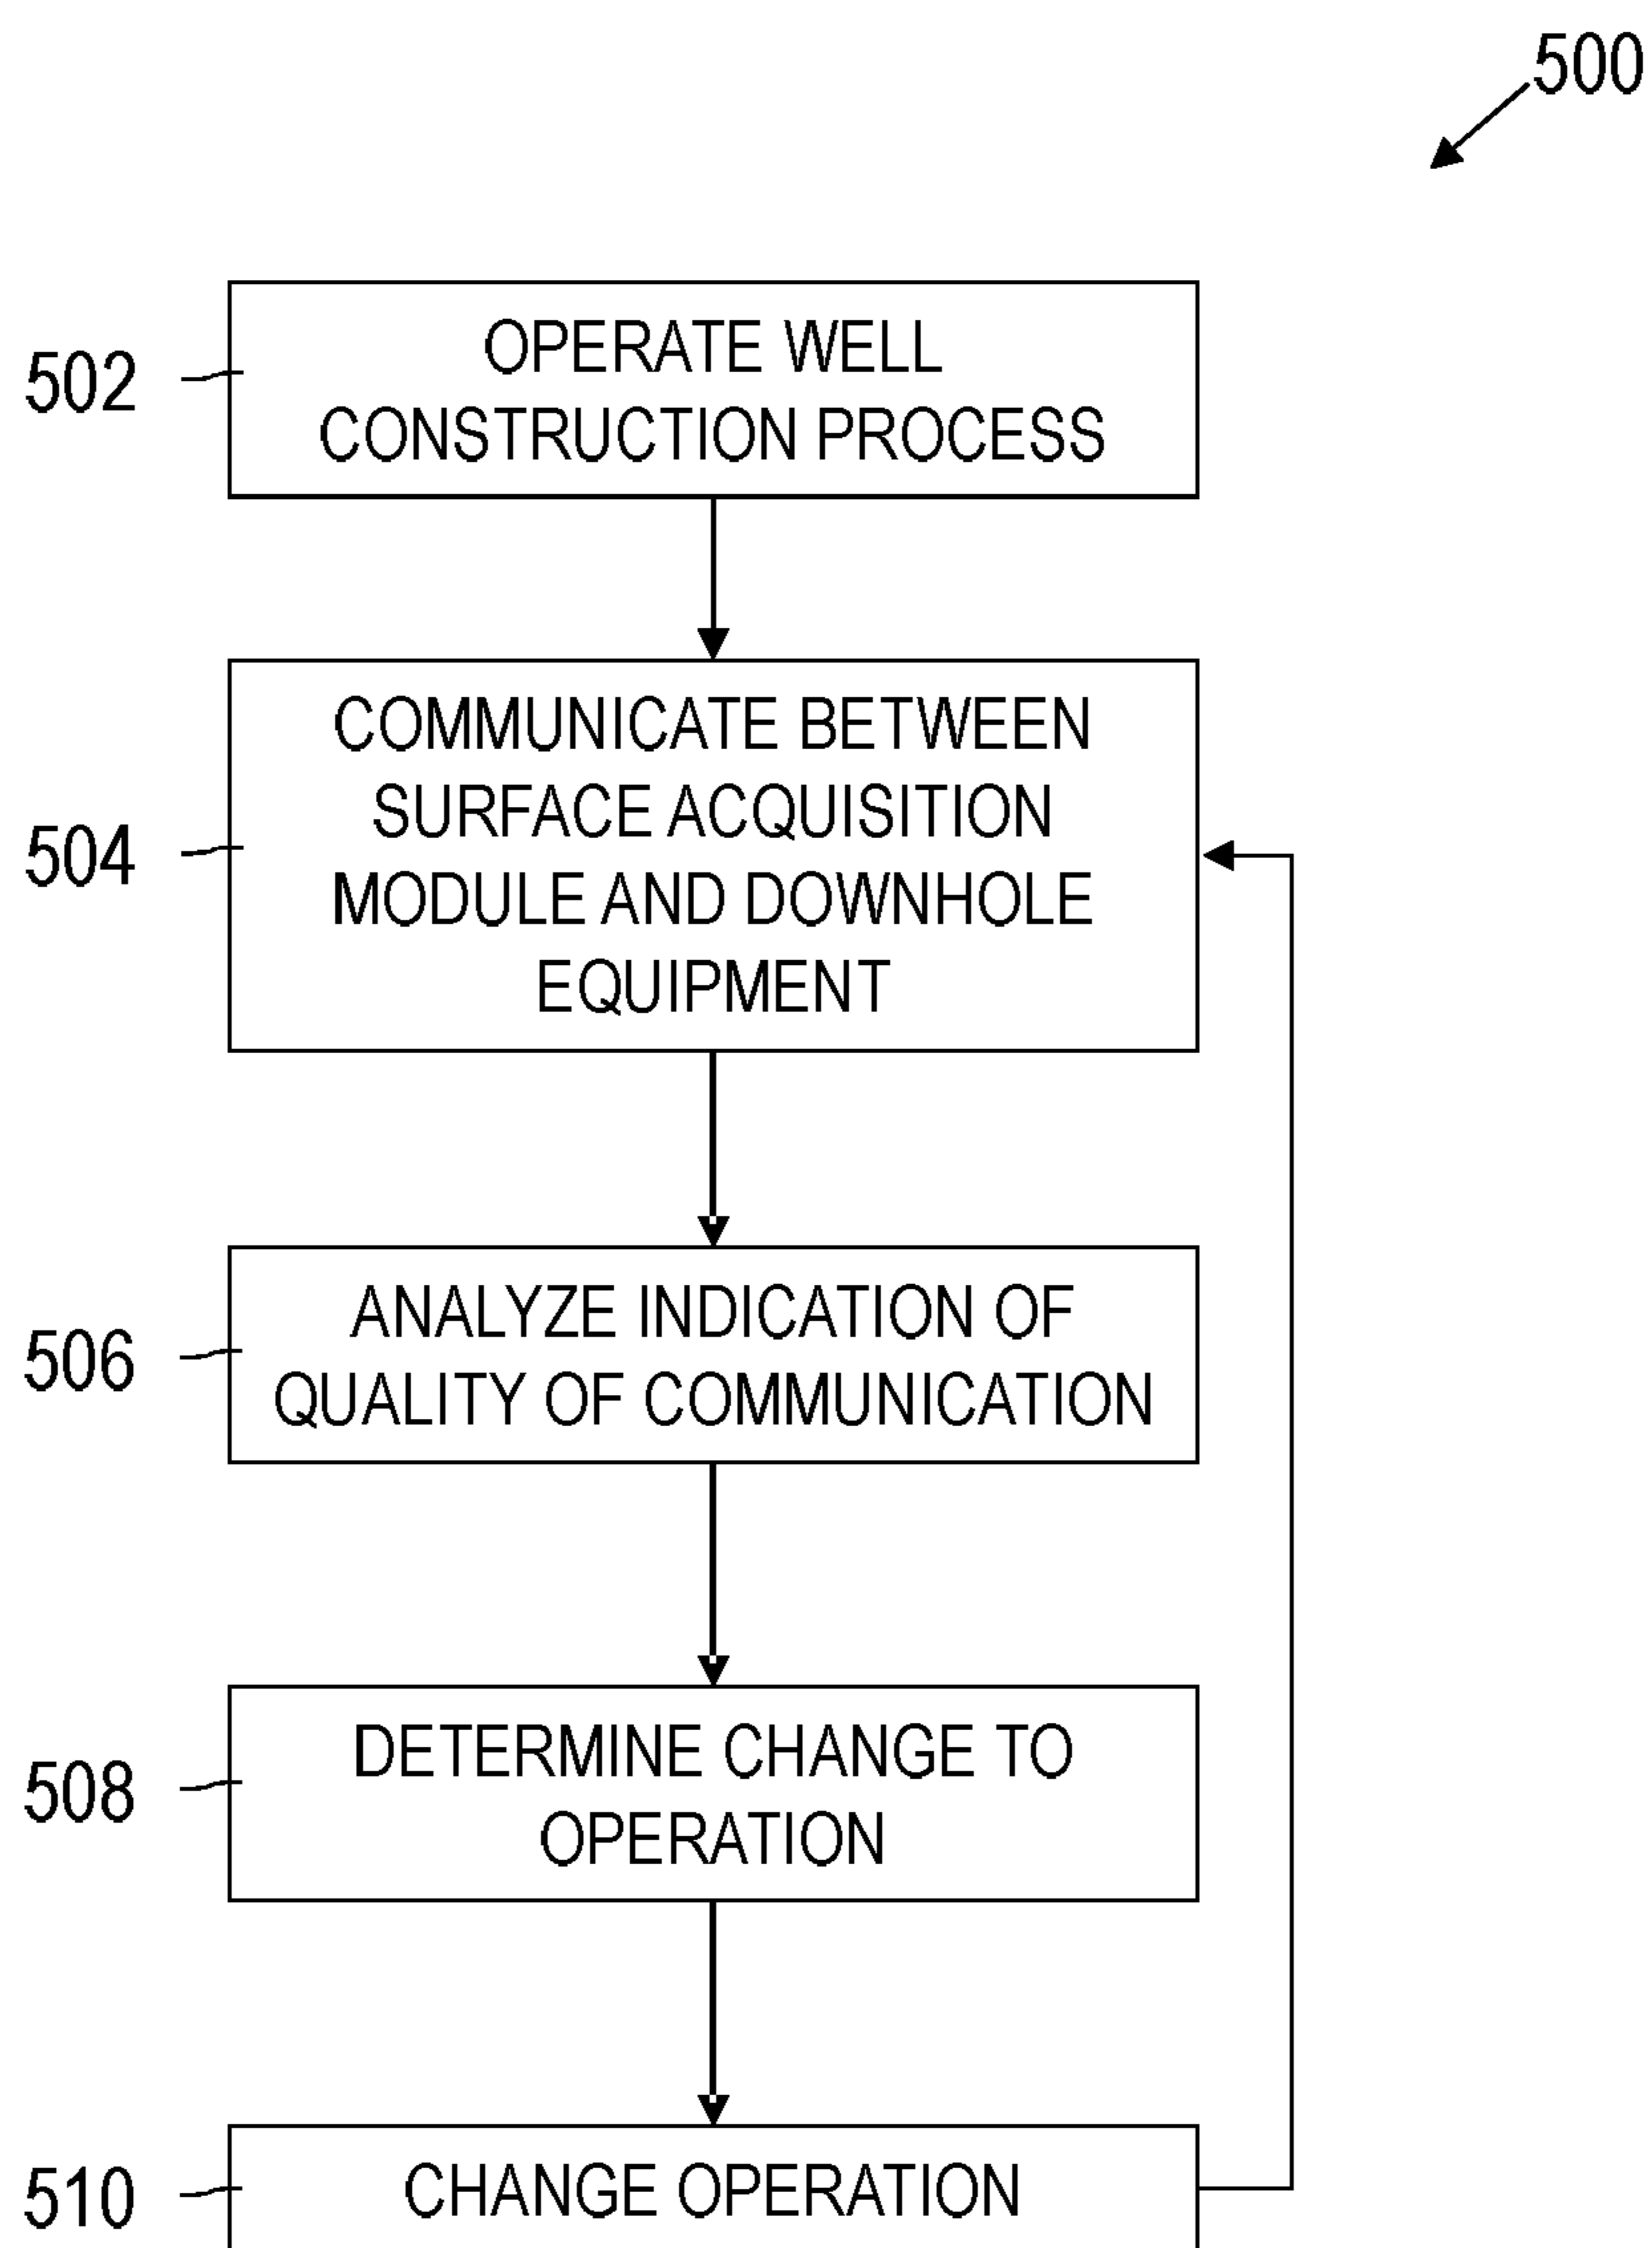 500
502
OPERATE WELL
CONSTRUCTION PROCESS
504
COMMUNICATE BETWEEN
SURFACE ACQUISITION
MODULE AND DOWNHOLE
EQUIPMENT
506
ANALYZE INDICATION OF
QUALITY OF COMMUNICATION
508
DETERMINE CHANGE TO
OPERATION
510
CHANGE OPERATION